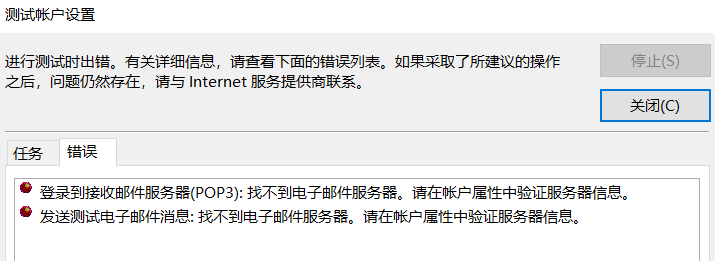 测试帐户设置
进行测试时出错。有关详细信息，请查看下面的错误列表。如果采取了所建议的操作
之后，问题仍然存在，请与 Internet 服务提供商联系。
停止(S)
关闭(C)
任务 错误
登录到接收邮件服务器(POP3): 找不到电子邮件服务器。请在帐户属性中验证服务器信息。
发送测试电子邮件消息: 找不到电子邮件服务器。请在帐户属性中验证服务器信息。